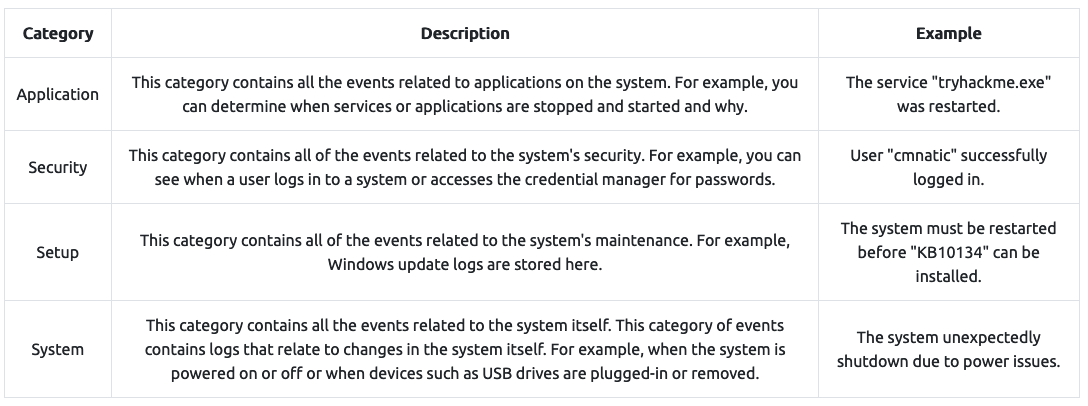 Category Description Example
Application
This category contains all the events related to applications on the system. For example, you
can determine when services or applications are stopped and started and why.
The service "tryhackme.exe"
was restarted.
Security
This category contains all of the events related to the system's security. For example, you can
see when a user logs in to a system or accesses the credential manager for passwords.
User "cmnatic" successfully
logged in.
Setup
This category contains all of the events related to the system's maintenance. For example,
Windows update logs are stored here.
The system must be restarted
before "KB10134" can be
installed.
System
This category contains all the events related to the system itself. This category of events
contains logs that relate to changes in the system itself. For example, when the system is
powered on or off or when devices such as USB drives are plugged-in or removed.
The system unexpectedly
shutdown due to power issues.